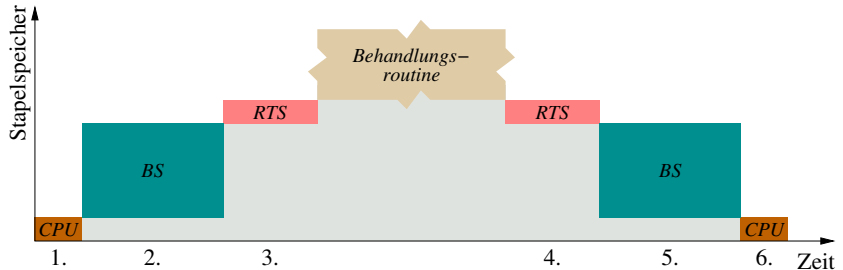 Stapelspeicher
Behandlungs−
routine
RTS
RTS
BS
BS
CPU
CPU
1.
2.
3.
4.
5.
6.
Zeit